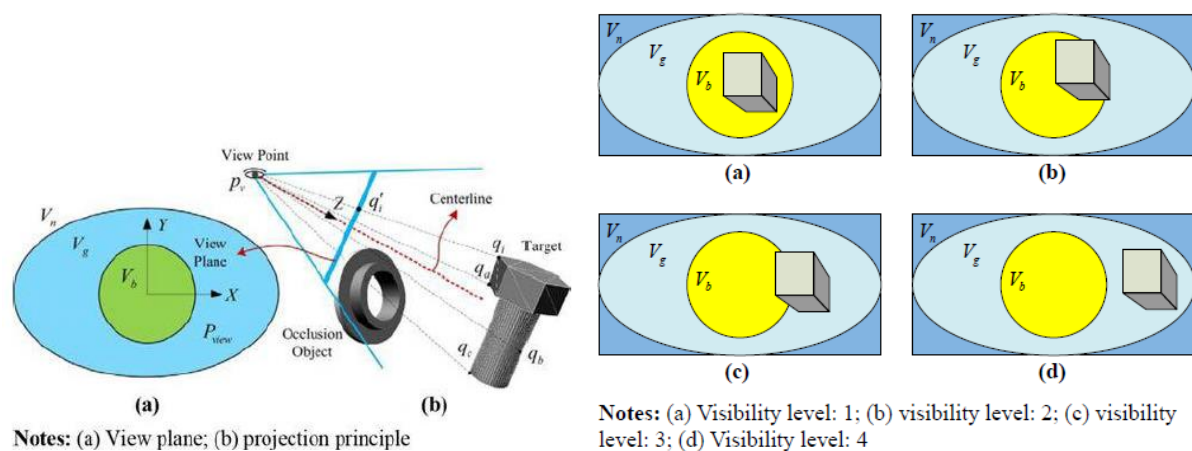 View Point
p_v
V_n
V_g
Y
View
Plane
V_b
X
P_view
Z
q'_i
Centerline
q_i
Target
q_a
Occlusion
Object
q_c
q_b
(a)
(b)
Notes: (a) View plane; (b) projection principle
V_n
V_g
V_b
(a)
V_n
V_g
V_b
(b)
V_n
V_g
V_b
(c)
V_n
V_g
V_b
(d)
Notes: (a) Visibility level: 1; (b) visibility level: 2; (c) visibility
level: 3; (d) Visibility level: 4